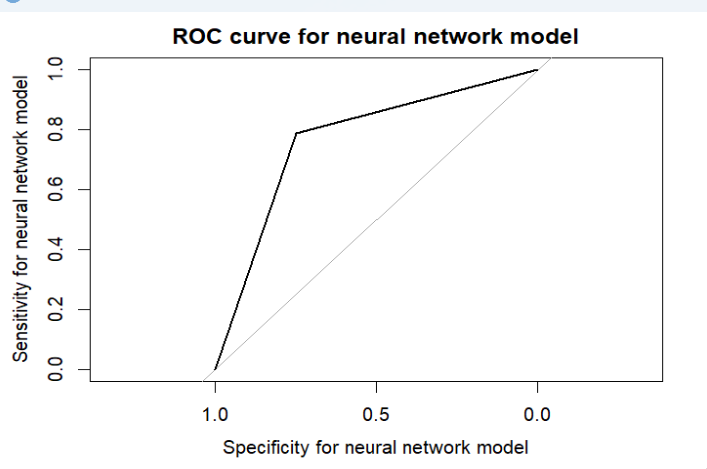 ROC curve for neural network model
Sensitivity for neural network model
1.0
0.8
0.6
0.4
0.2
0.0
1.0 0.5 0.0
Specificity for neural network model